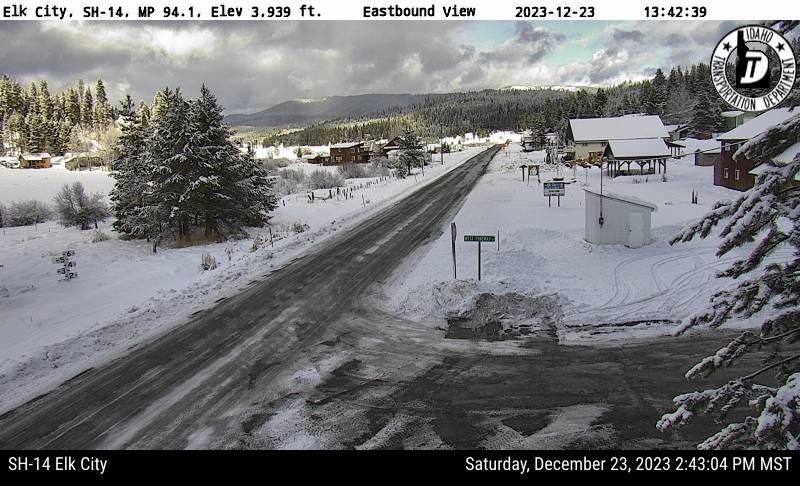 Elk City, SH-14, MP 94.1, Elev 3,939 ft. Eastbound View 2023-12-23 13:42:39
IDAHO
TRANSPORTATION DEPARTMENT
SH-14 Elk City Saturday, December 23, 2023 2:43:04 PM MST